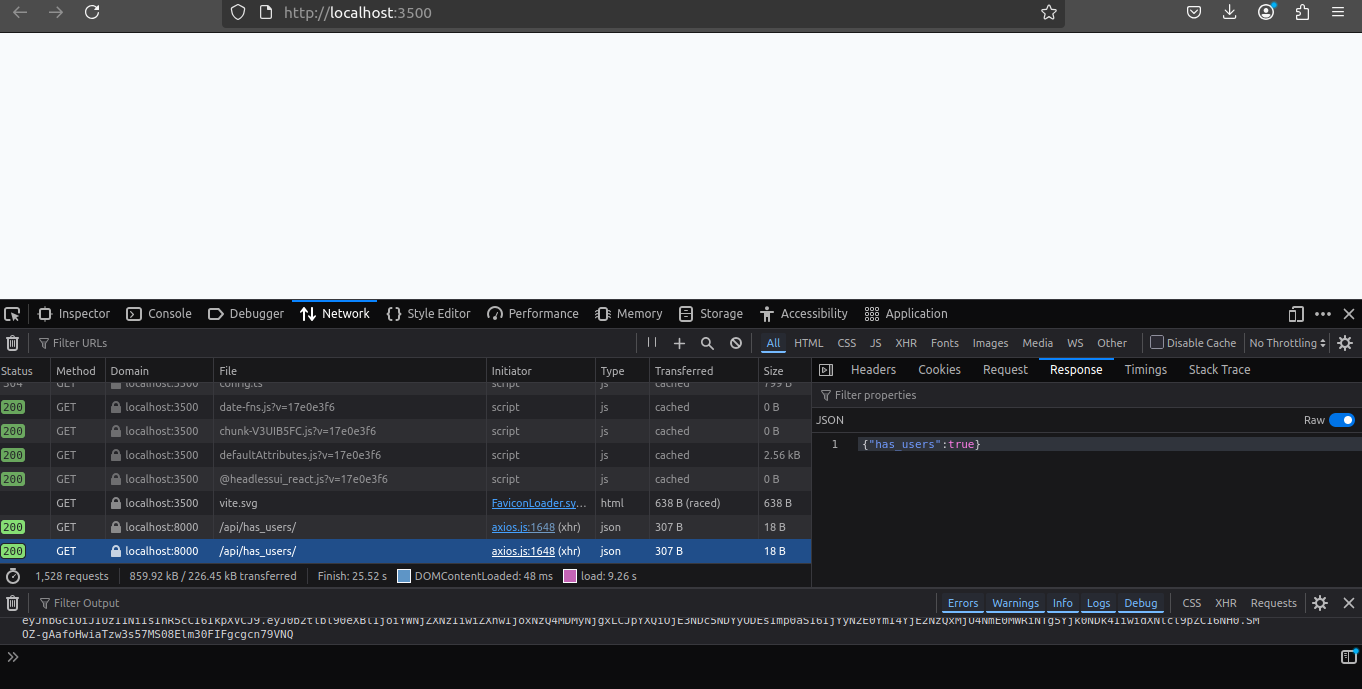 http://localhost:3500
Inspector Console Debugger Network Style Editor Performance Memory Storage Accessibility Application
Filter URLs All HTML CSS JS XHR Fonts Images Media WS Other Disable Cache No Throttling
Status Method Domain File Initiator Type Transferred Size
304 GET localhost:3500 config.ts script js cached 799 B
200 GET localhost:3500 date-fns.js?v=17e0e3f6 script js cached 0 B
200 GET localhost:3500 chunk-V3UIB5FC.js?v=17e0e3f6 script js cached 0 B
200 GET localhost:3500 defaultAttributes.js?v=17e0e3f6 script js cached 2.56 kB
200 GET localhost:3500 @headlessui_react.js?v=17e0e3f6 script js cached 0 B
GET localhost:3500 vite.svg FaviconLoader.sy… html 638 B (raced) 638 B
200 GET localhost:8000 /api/has_users/ axios.js:1648 (xhr) json 307 B 18 B
200 GET localhost:8000 /api/has_users/ axios.js:1648 (xhr) json 307 B 18 B
1,528 requests 859.92 kB / 226.45 kB transferred Finish: 25.52 s DOMContentLoaded: 48 ms load: 9.26 s
Headers Cookies Request Response Timings Stack Trace
Filter properties
JSON Raw
1 {"has_users":true}
Filter Output Errors Warnings Info Logs Debug CSS XHR Requests
OZ-gAafoHwiaTzw3s57MS08Elm30FIFgcgcn79VNQ